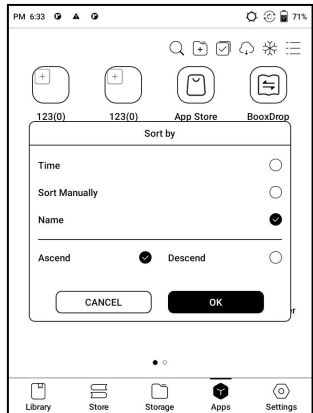 PM 6:33 71%
123(0) 123(0) App Store BooxDrop
Sort by
Time
Sort Manually
Name
Ascend Descend
CANCEL OK
Library Store Storage Apps Settings